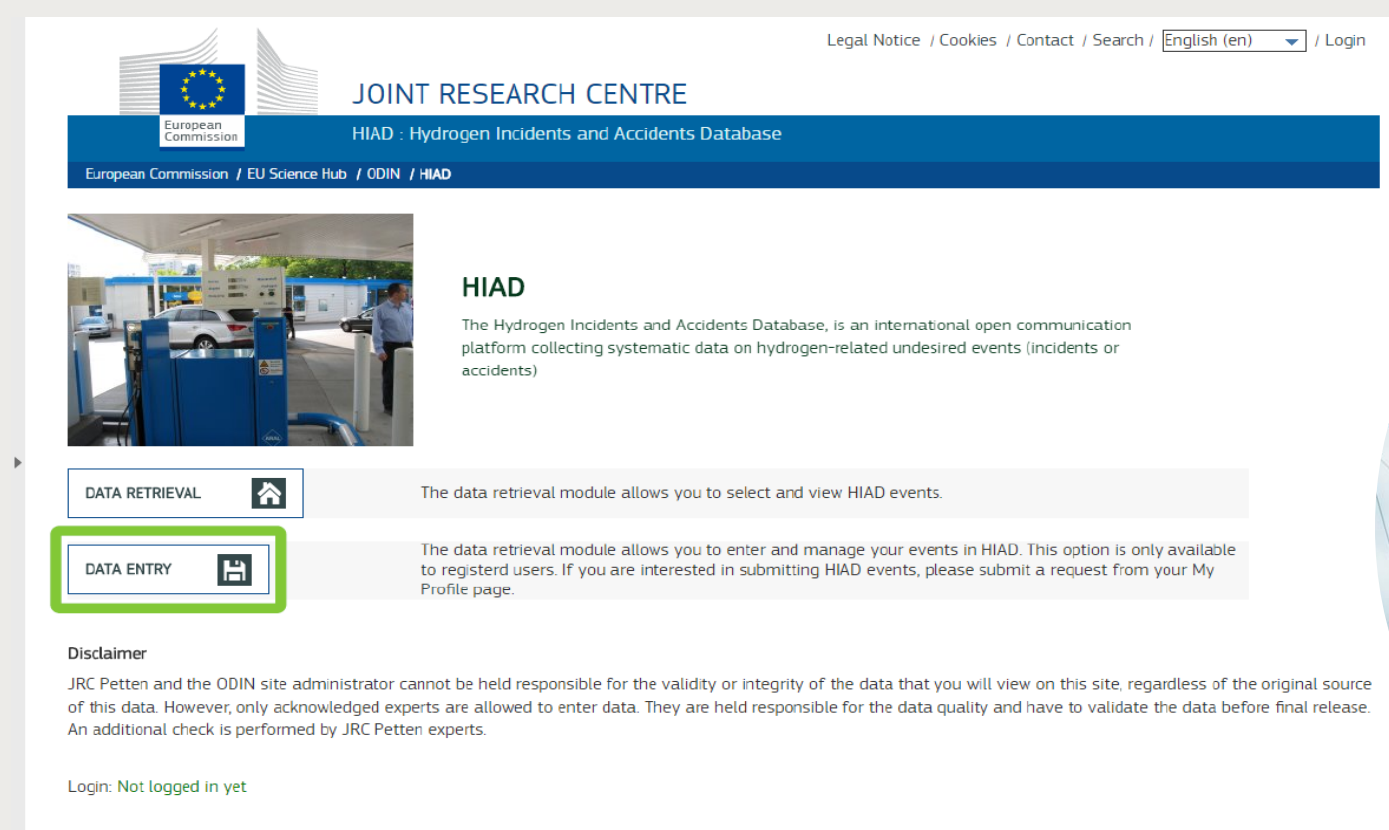 Legal Notice / Cookies / Contact / Search / English (en) / Login
JOINT RESEARCH CENTRE
European
Commission
HIAD : Hydrogen Incidents and Accidents Database
European Commission / EU Science Hub / ODIN / HIAD
HIAD
The Hydrogen Incidents and Accidents Database, is an international open communication
platform collecting systematic data on hydrogen-related undesired events (incidents or
accidents)
DATA RETRIEVAL
The data retrieval module allows you to select and view HIAD events.
DATA ENTRY
The data retrieval module allows you to enter and manage your events in HIAD. This option is only available
to registerd users. If you are interested in submitting HIAD events, please submit a request from your My
Profile page.
Disclaimer
JRC Petten and the ODIN site administrator cannot be held responsible for the validity or integrity of the data that you will view on this site, regardless of the original source
of this data. However, only acknowledged experts are allowed to enter data. They are held responsible for the data quality and have to validate the data before final release.
An additional check is performed by JRC Petten experts.
Login: Not logged in yet